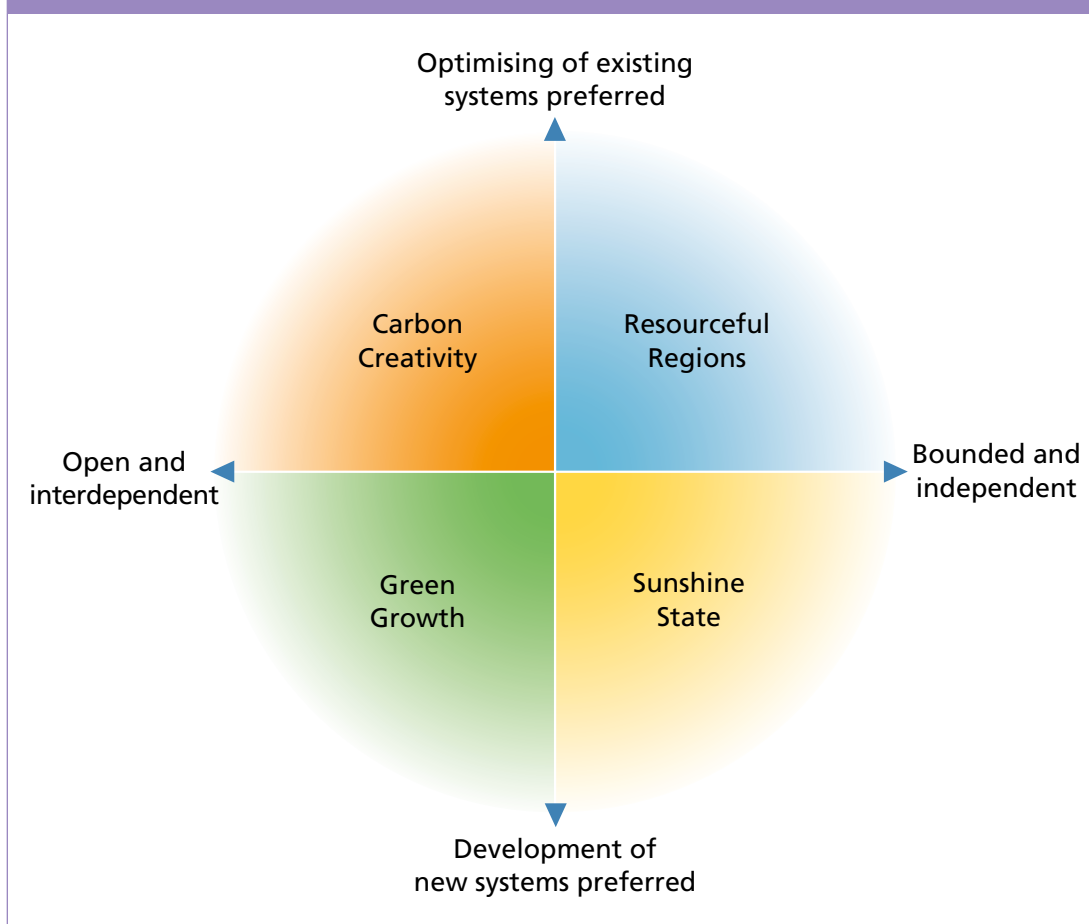 Optimising of existing
systems preferred
Carbon
Creativity
Resourceful
Regions
Open and
interdependent
Bounded and
independent
Green
Growth
Sunshine
State
Development of
new systems preferred